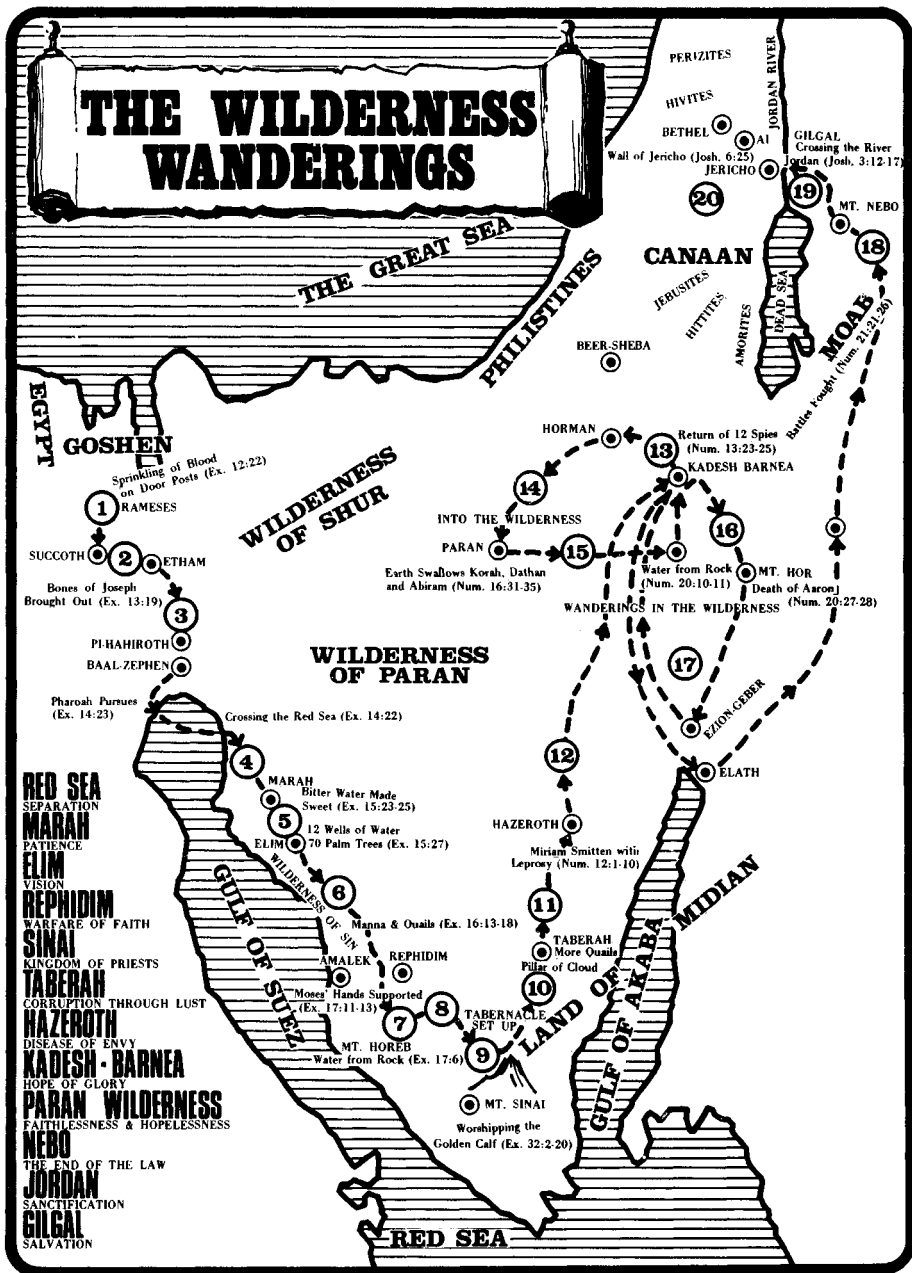 THE WILDERNESS
WANDERINGS
PERIZITES
HIVITES
JORDAN RIVER
BETHEL
AI
GILGAL
Crossing the River
Jordan (Josh. 3:12-17)
Wall of Jericho (Josh. 6:25)
JERICHO
19
20
MT. NEBO
18
THE GREAT SEA
CANAAN
PHILISTINES
JEBUSITES
HITTITES
AMORITES
DEAD SEA
MOAB
Battles Fought (Num. 21:21-26)
BEER-SHEBA
EGYPT
GOSHEN
Sprinkling of Blood
on Door Posts (Ex. 12:22)
1
RAMESES
WILDERNESS
OF SHUR
HORMAN
13
Return of 12 Spies
(Num. 13:23-25)
KADESH BARNEA
14
INTO THE WILDERNESS
16
SUCCOTH
2
ETHAM
PARAN
15
Earth Swallows Korah, Dathan
and Abiram (Num. 16:31-35)
Water from Rock
(Num. 20:10-11)
MT. HOR
Death of Aaron
(Num. 20:27-28)
Bones of Joseph
Brought Out (Ex. 13:19)
3
WANDERINGS IN THE WILDERNESS
PI-HAHIROTH
BAAL-ZEPHEN
WILDERNESS
OF PARAN
17
Pharoah Pursues
(Ex. 14:23)
Crossing the Red Sea (Ex. 14:22)
EZION-GEBER
4
12
ELATH
MARAH
Bitter Water Made
Sweet (Ex. 15:23-25)
5
12 Wells of Water
70 Palm Trees (Ex. 15:27)
ELIM
HAZEROTH
Miriam Smitten with
Leprosy (Num. 12:1-10)
WILDERNESS OF SIN
6
11
Manna & Quails (Ex. 16:13-18)
MIDIAN
GULF OF SUEZ
AMALEK
REPHIDIM
TABERAH
More Quails
Pillar of Cloud
10
Moses' Hands Supported
(Ex. 17:11-13)
7
8
TABERNACLE
SET UP
LAND OF
GULF OF AKABA
MT. HOREB
Water from Rock (Ex. 17:6)
9
MT. SINAI
Worshipping the
Golden Calf (Ex. 32:2-20)
RED SEA
RED SEA
SEPARATION
MARAH
PATIENCE
ELIM
VISION
REPHIDIM
WARFARE OF FAITH
SINAI
KINGDOM OF PRIESTS
TABERAH
CORRUPTION THROUGH LUST
HAZEROTH
DISEASE OF ENVY
KADESH - BARNEA
HOPE OF GLORY
PARAN WILDERNESS
FAITHLESSNESS & HOPELESSNESS
NEBO
THE END OF THE LAW
JORDAN
SANCTIFICATION
GILGAL
SALVATION